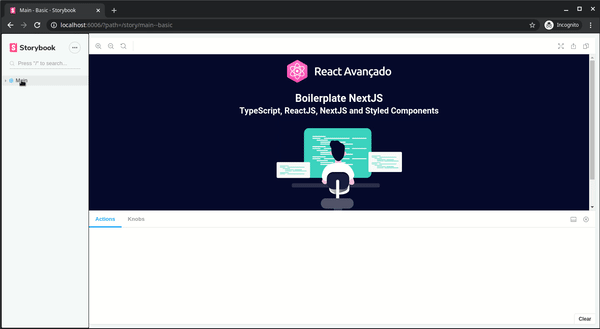 Main - Basic - Storybook
localhost:6006/?path=/story/main--basic
Incognito
Storybook
Press "/" to search...
Main
React Avançado
Boilerplate NextJS
TypeScript, ReactJS, NextJS and Styled Components
Actions
Knobs
Clear